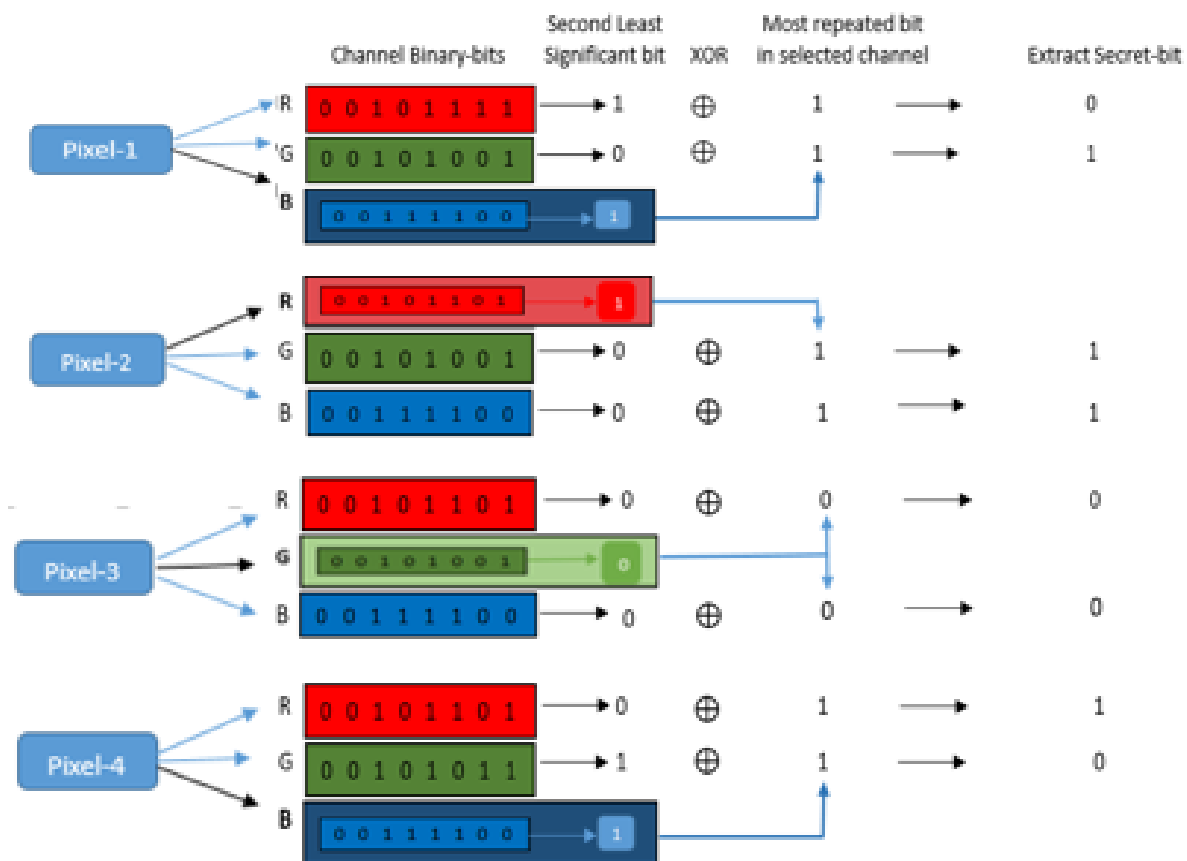 Channel Binary-bits Second Least Significant bit XOR Most repeated bit in selected channel Extract Secret-bit
Pixel-1
R 0 0 1 0 1 1 1 1 1 ⊕ 1 0
G 0 0 1 0 1 0 0 1 0 ⊕ 1 1
B 0 0 1 1 1 1 0 0 1
Pixel-2
R 0 0 1 0 1 1 0 1 1
G 0 0 1 0 1 0 0 1 0 ⊕ 1 1
B 0 0 1 1 1 1 0 0 0 ⊕ 1 1
Pixel-3
R 0 0 1 0 1 1 0 1 0 ⊕ 0 0
G 0 0 1 0 1 0 0 1 0
B 0 0 1 1 1 1 0 0 0 ⊕ 0 0
Pixel-4
R 0 0 1 0 1 1 0 1 0 ⊕ 1 1
G 0 0 1 0 1 0 1 1 1 ⊕ 1 0
B 0 0 1 1 1 1 0 0 1